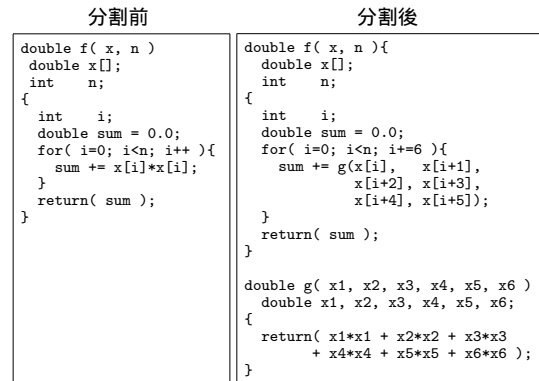 分割前
double f( x, n )
 double x[];
 int    n;
{
  int    i;
  double sum = 0.0;
  for( i=0; i<n; i++ ){
    sum += x[i]*x[i];
  }
  return( sum );
}
分割後
double f( x, n ){
  double x[];
  int    n;
{
  int    i;
  double sum = 0.0;
  for( i=0; i<n; i+=6 ){
    sum += g(x[i],   x[i+1],
             x[i+2], x[i+3],
             x[i+4], x[i+5]);
  }
  return( sum );
}
double g( x1, x2, x3, x4, x5, x6 )
  double x1, x2, x3, x4, x5, x6;
{
  return( x1*x1 + x2*x2 + x3*x3
        + x4*x4 + x5*x5 + x6*x6 );
}